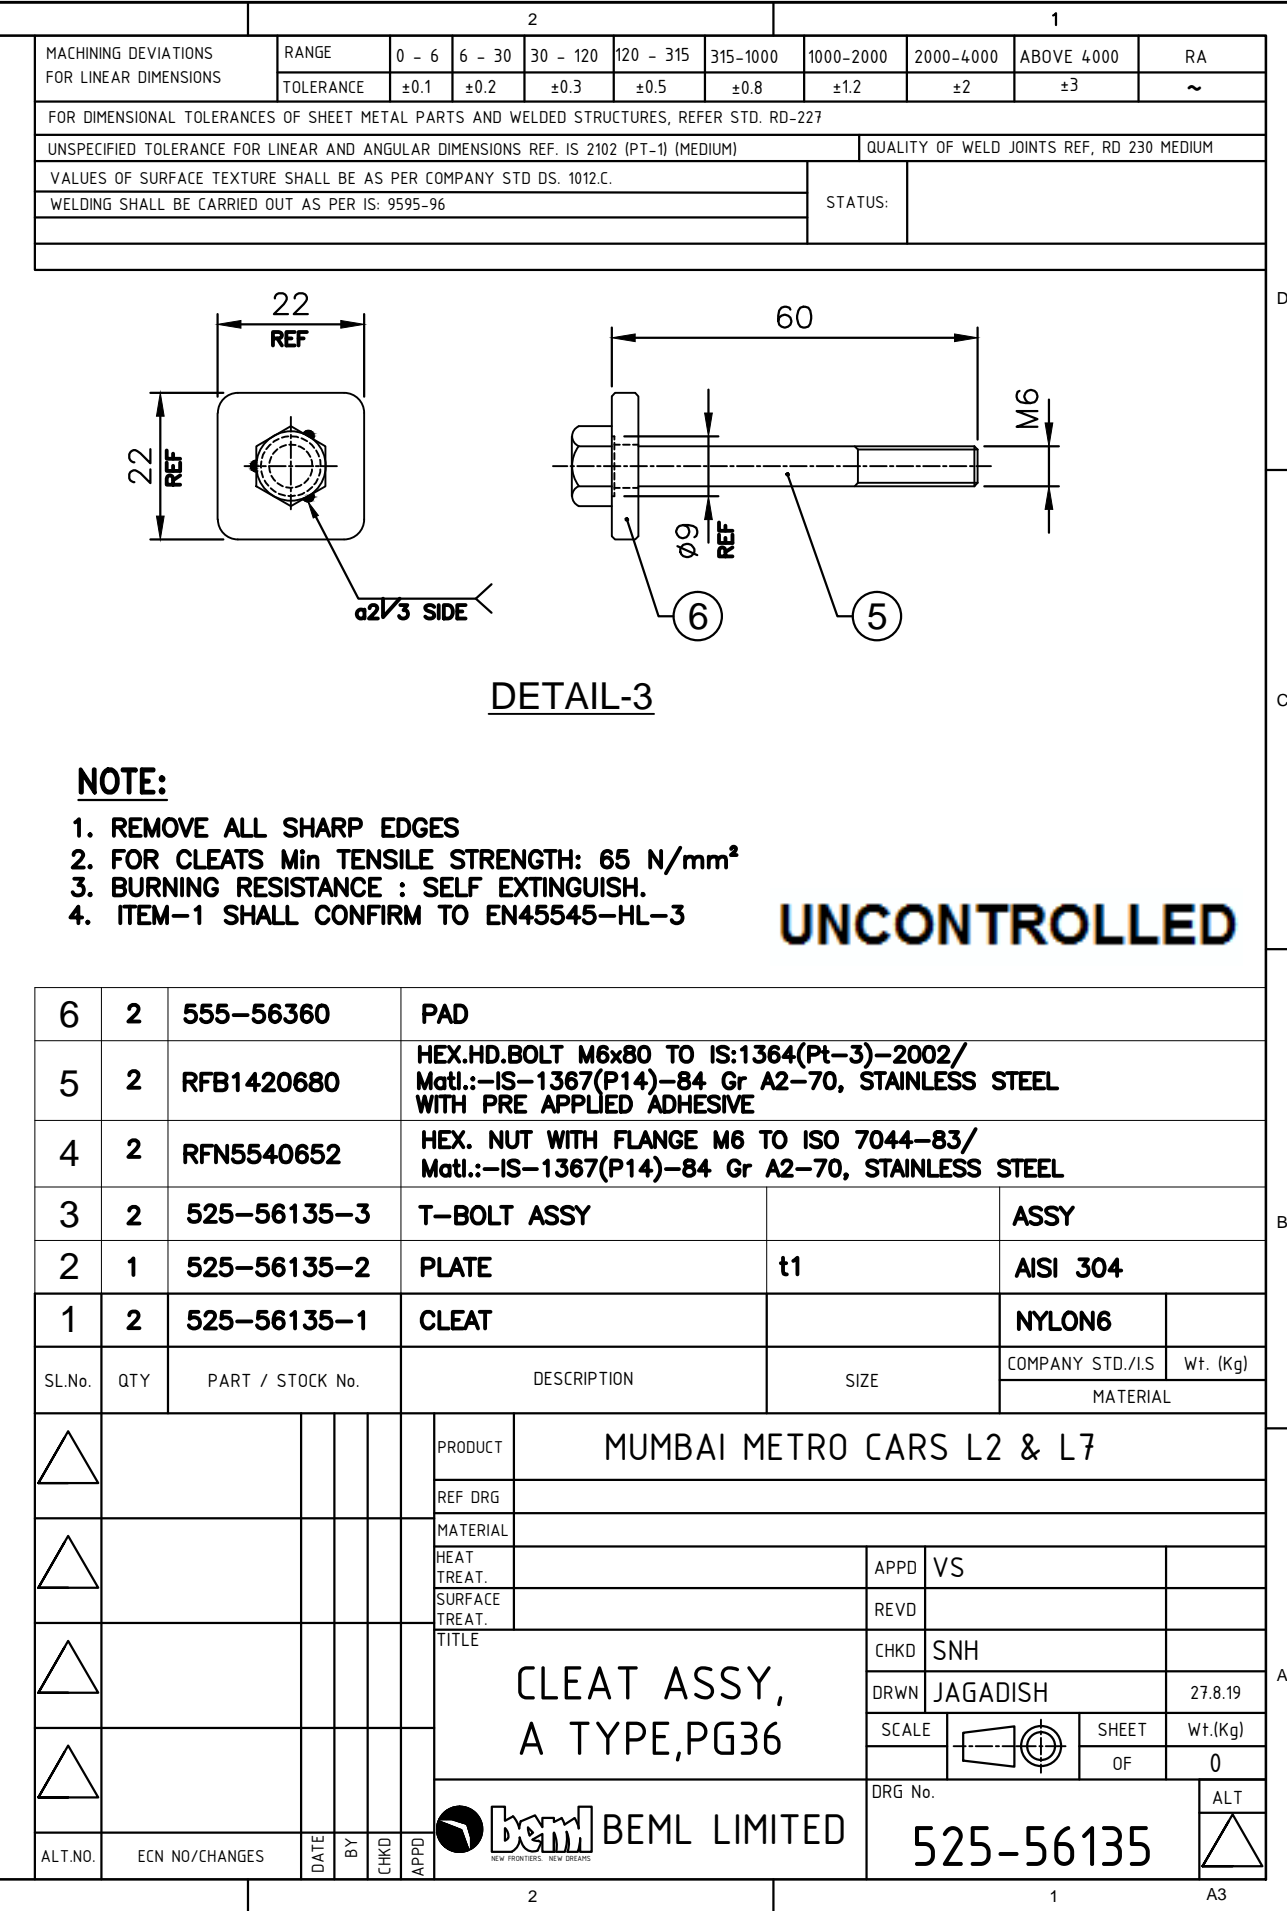 2 1
MACHINING DEVIATIONS
FOR LINEAR DIMENSIONS
RANGE 0 - 6 6 - 30 30 - 120 120 - 315 315-1000 1000-2000 2000-4000 ABOVE 4000 RA
TOLERANCE ±0.1 ±0.2 ±0.3 ±0.5 ±0.8 ±1.2 ±2 ±3 ~
FOR DIMENSIONAL TOLERANCES OF SHEET METAL PARTS AND WELDED STRUCTURES, REFER STD. RD-227
UNSPECIFIED TOLERANCE FOR LINEAR AND ANGULAR DIMENSIONS REF. IS 2102 (PT-1) (MEDIUM) QUALITY OF WELD JOINTS REF, RD 230 MEDIUM
VALUES OF SURFACE TEXTURE SHALL BE AS PER COMPANY STD DS. 1012.C.
WELDING SHALL BE CARRIED OUT AS PER IS: 9595-96
STATUS:
D
22
REF
60
22
REF
M6
Ø9
REF
a2 3 SIDE
6
5
DETAIL-3
C
NOTE:
1. REMOVE ALL SHARP EDGES
2. FOR CLEATS Min TENSILE STRENGTH: 65 N/mm²
3. BURNING RESISTANCE : SELF EXTINGUISH.
4. ITEM-1 SHALL CONFIRM TO EN45545-HL-3
UNCONTROLLED
6 2 555-56360 PAD
5 2 RFB1420680 HEX.HD.BOLT M6x80 TO IS:1364(Pt-3)-2002/
Matl.:-IS-1367(P14)-84 Gr A2-70, STAINLESS STEEL
WITH PRE APPLIED ADHESIVE
4 2 RFN5540652 HEX. NUT WITH FLANGE M6 TO ISO 7044-83/
Matl.:-IS-1367(P14)-84 Gr A2-70, STAINLESS STEEL
3 2 525-56135-3 T-BOLT ASSY ASSY
B
2 1 525-56135-2 PLATE t1 AISI 304
1 2 525-56135-1 CLEAT NYLON6
SL.No. QTY PART / STOCK No. DESCRIPTION SIZE COMPANY STD./I.S Wt. (Kg)
MATERIAL
PRODUCT MUMBAI METRO CARS L2 & L7
REF DRG
MATERIAL
HEAT
TREAT.
APPD VS
SURFACE
TREAT.
REVD
TITLE
CLEAT ASSY,
A TYPE,PG36
CHKD SNH
A
DRWN JAGADISH 27.8.19
SCALE SHEET Wt.(Kg)
OF 0
DRG No. ALT
beml BEML LIMITED
NEW FRONTIERS. NEW DREAMS
525-56135
ALT.NO. ECN NO/CHANGES DATE BY CHKD APPD
2 1 A3